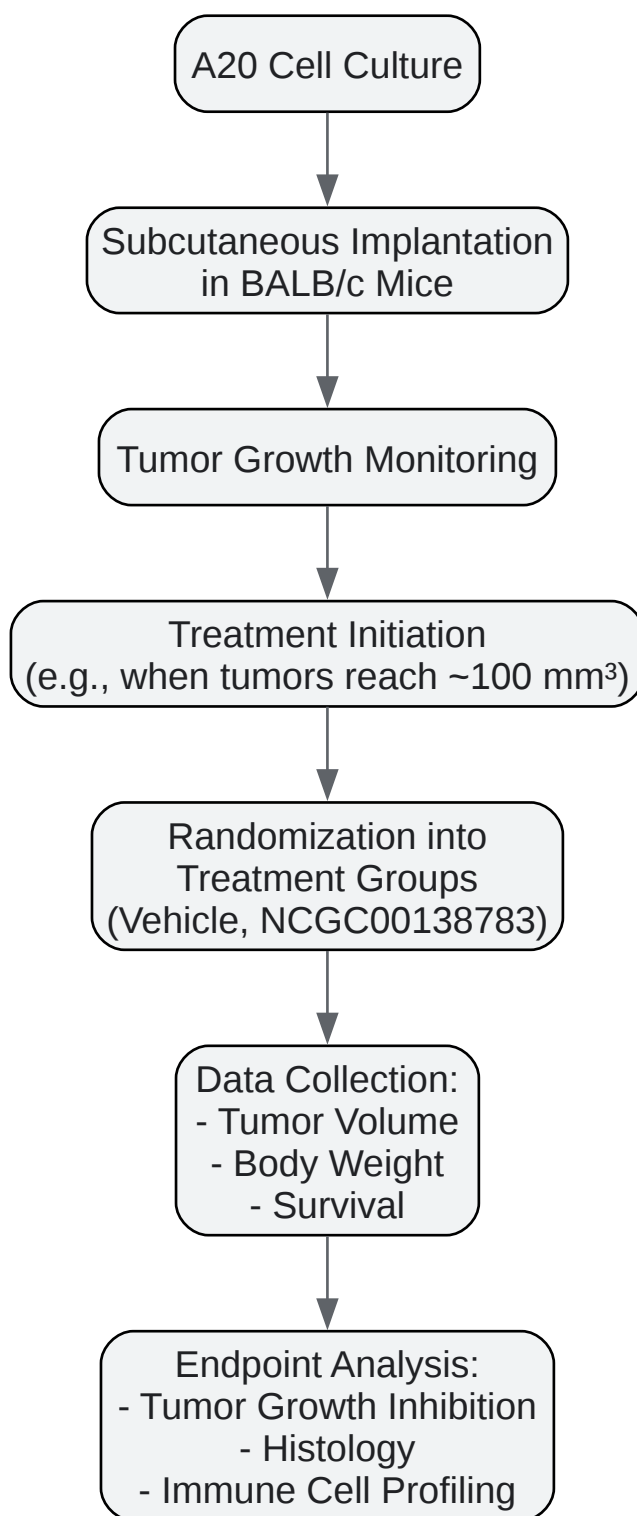 A20 Cell Culture
Subcutaneous Implantation
in BALB/c Mice
Tumor Growth Monitoring
Treatment Initiation
(e.g., when tumors reach ~100 mm³)
Randomization into
Treatment Groups
(Vehicle, NCGC00138783)
Data Collection:
- Tumor Volume
- Body Weight
- Survival
Endpoint Analysis:
- Tumor Growth Inhibition
- Histology
- Immune Cell Profiling